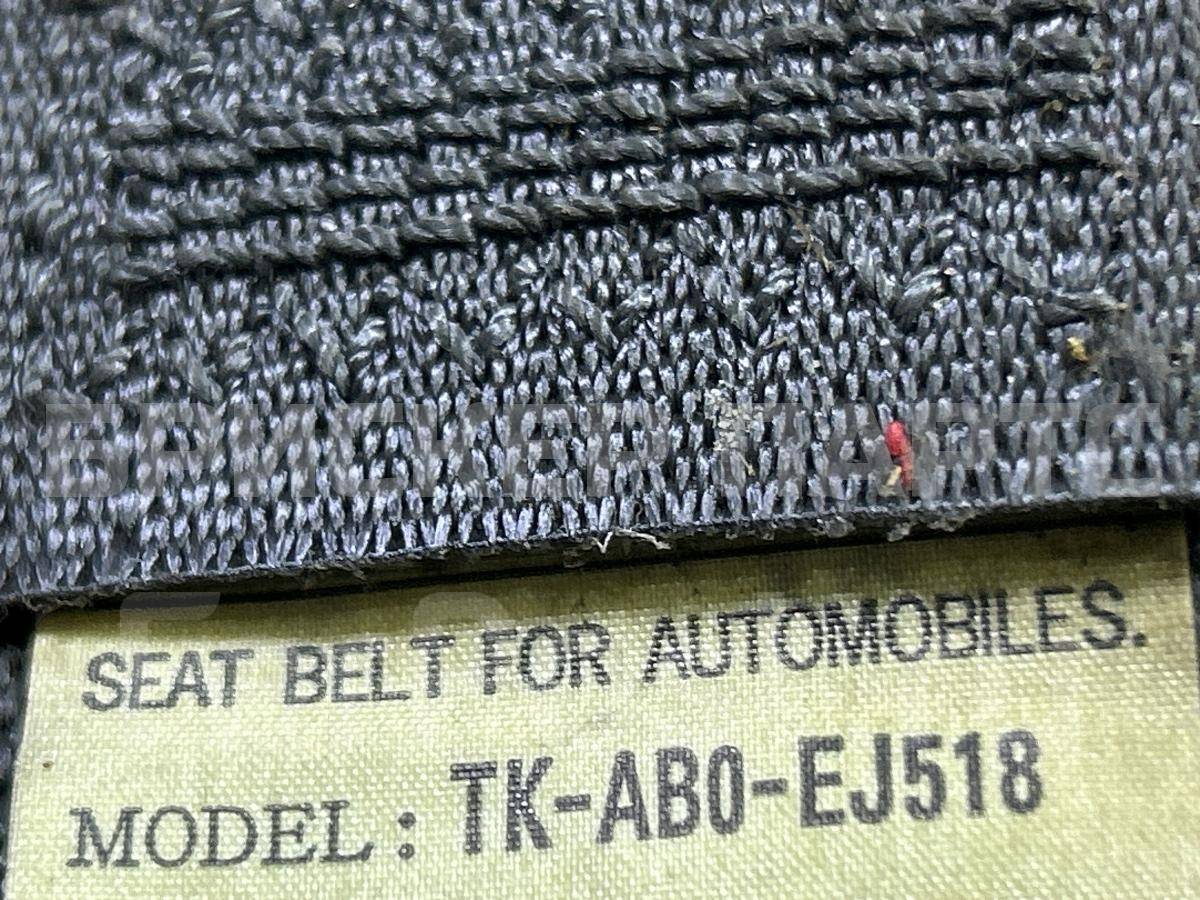 SEAT BELT FOR AUTOMOBILES.
MODEL : TK-AB0-EJ518